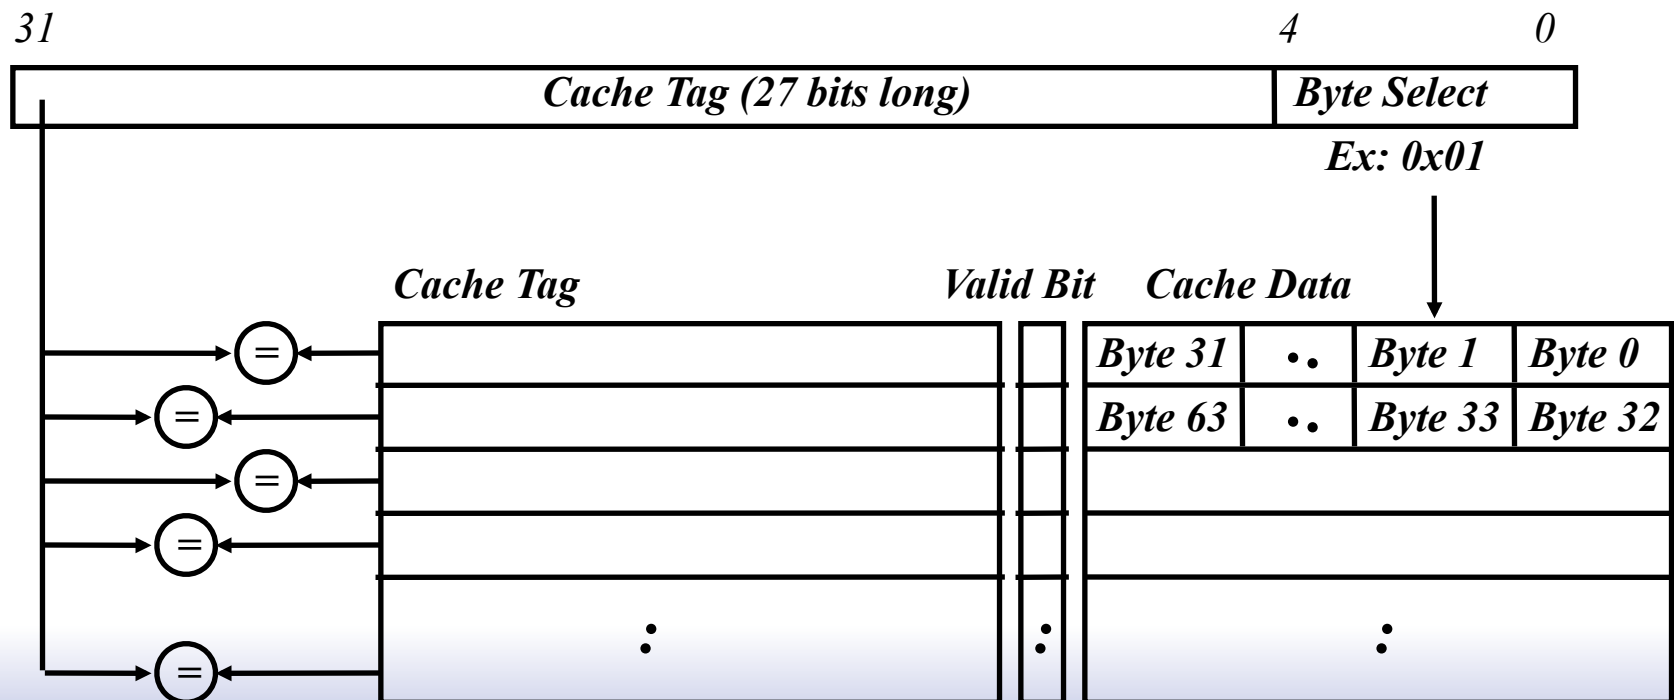 31 4 0
Cache Tag (27 bits long) Byte Select
Ex: 0x01
Cache Tag Valid Bit Cache Data
= Byte 31 .. Byte 1 Byte 0
= Byte 63 .. Byte 33 Byte 32
=
=
: : :
=